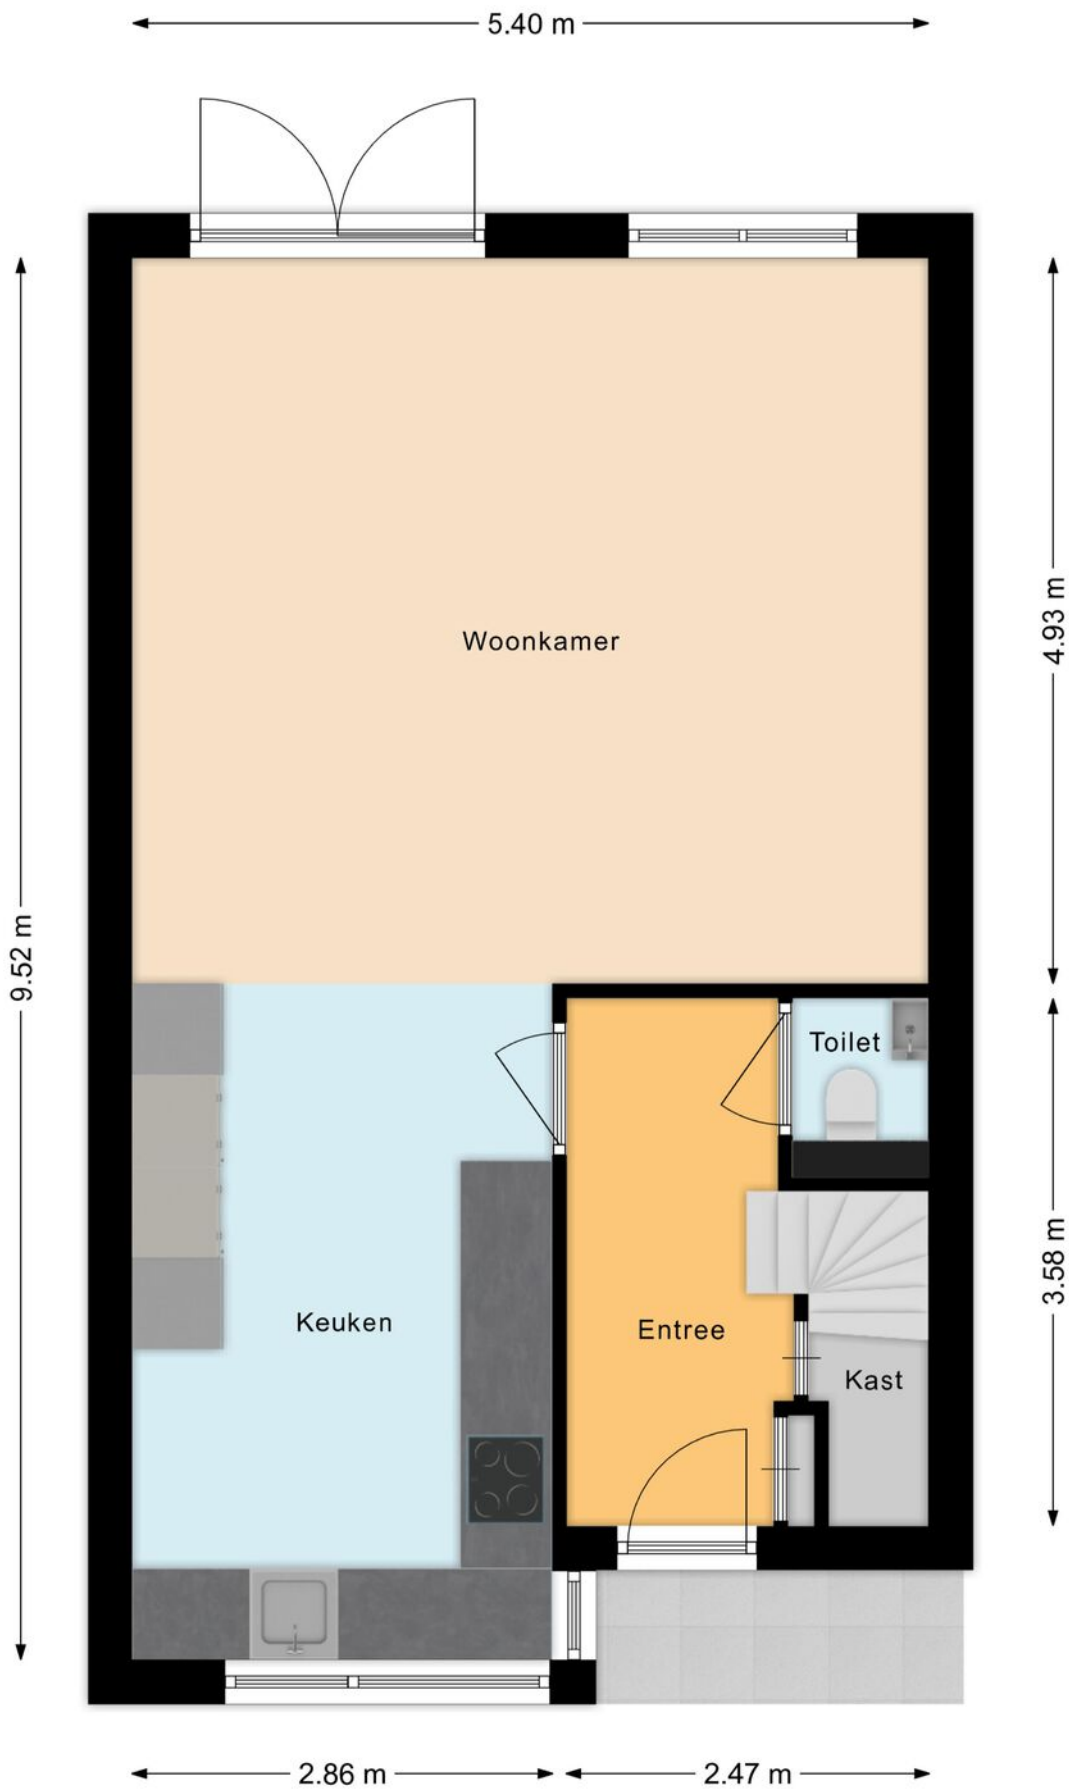 5.40 m
Woonkamer
4.93 m
9.52 m
Toilet
3.58 m
Keuken
Entree
Kast
2.86 m
2.47 m